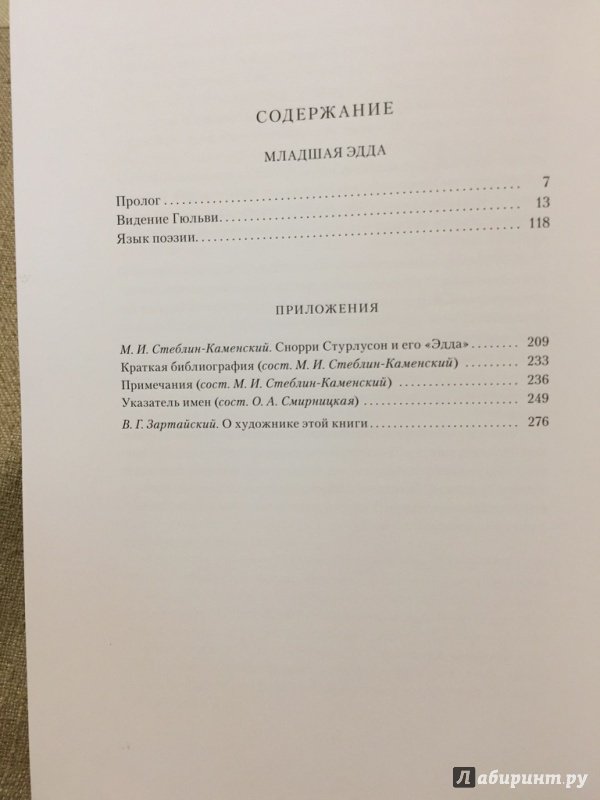 СОДЕРЖАНИЕ
МЛАДШАЯ ЭДДА
Пролог . . . . . . . . . . . . . . . . . . . . . . . . . . . . . . . . . . . . . . . . . . . . 7
Видение Гюльви. . . . . . . . . . . . . . . . . . . . . . . . . . . . . . . . . . . . . . 13
Язык поэзии. . . . . . . . . . . . . . . . . . . . . . . . . . . . . . . . . . . . . . . . . 118
ПРИЛОЖЕНИЯ
М. И. Стеблин-Каменский. Снорри Стурлусон и его «Эдда» . . . . . . . . 209
Краткая библиография (сост. М. И. Стеблин-Каменский) . . . . . . . . . . 233
Примечания (сост. М. И. Стеблин-Каменский) . . . . . . . . . . . . . . . . . 236
Указатель имен (сост. О. А. Смирницкая) . . . . . . . . . . . . . . . . . . . . . 249
В. Г. Зартайский. О художнике этой книги. . . . . . . . . . . . . . . . . . . . . 276
Лабиринт.ру